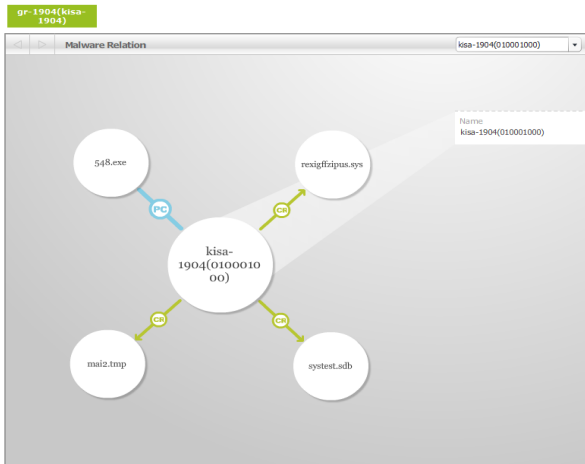 gr-1904(kisa-
1904)
Malware Relation
kisa-1904(010001000)
Name
kisa-1904(010001000)
548.exe
rexigffzipus.sys
PC
CR
kisa-
1904(0100010
00)
CR
CR
mai2.tmp
systest.sdb